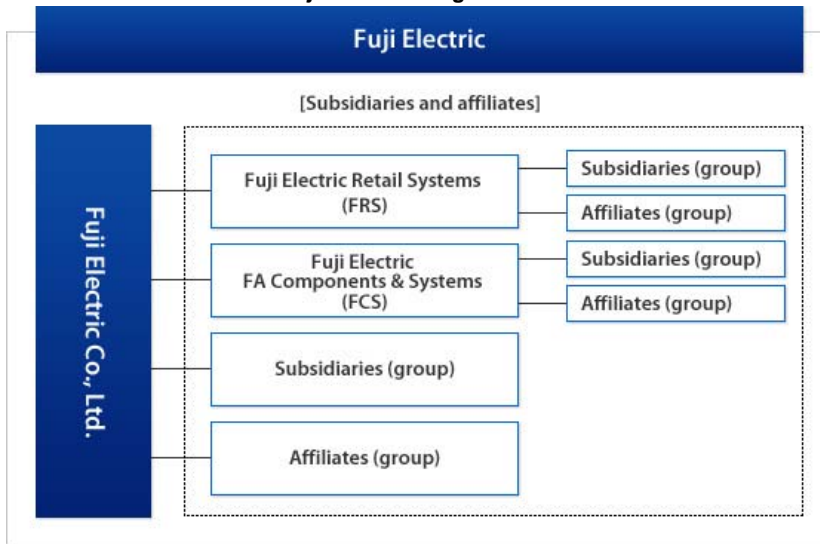 Fuji Electric
[Subsidiaries and affiliates]
Fuji Electric Co., Ltd.
Fuji Electric Retail Systems
(FRS)
Subsidiaries (group)
Affiliates (group)
Fuji Electric
FA Components & Systems
(FCS)
Subsidiaries (group)
Affiliates (group)
Subsidiaries (group)
Affiliates (group)